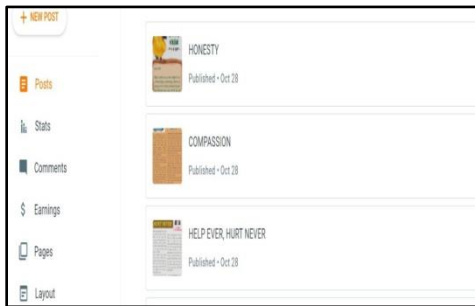 + NEW POST
Posts
Stats
Comments
$ Earnings
Pages
Layout
HONESTY
Published • Oct 28
COMPASSION
Published • Oct 28
HELP EVER, HURT NEVER
Published • Oct 28